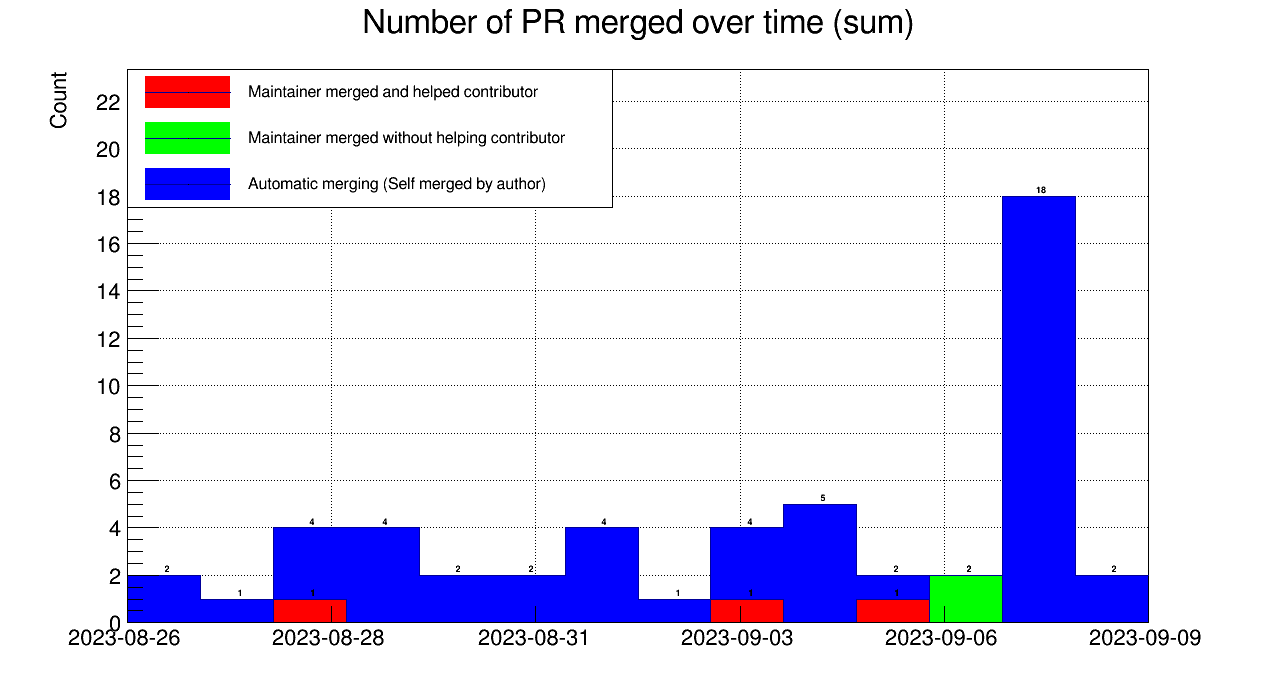 Number of PR merged over time (sum)
Count
Maintainer merged and helped contributor
Maintainer merged without helping contributor
Automatic merging (Self merged by author)
22
20
18
16
14
12
10
8
6
4
2
0
2 1 4 4 2 2 4 1 4 5 2 2 18 2
1 1 1
2023-08-26 2023-08-28 2023-08-31 2023-09-03 2023-09-06 2023-09-09